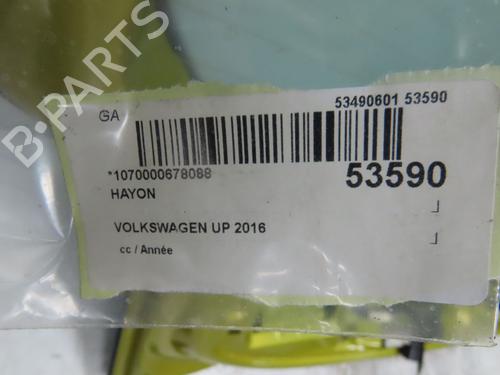 B-PARTS
GA
53490601 53590
*1070000678088
53590
HAYON
VOLKSWAGEN UP 2016
cc / Année